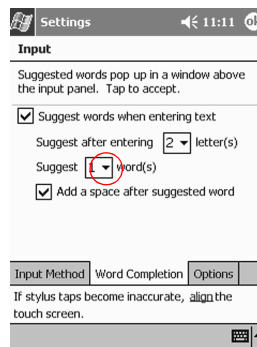 Settings 11:11 ok
Input
Suggested words pop up in a window above
the input panel. Tap to accept.
Suggest words when entering text
Suggest after entering 2 letter(s)
Suggest 1 word(s)
Add a space after suggested word
Input Method Word Completion Options
If stylus taps become inaccurate, align the
touch screen.